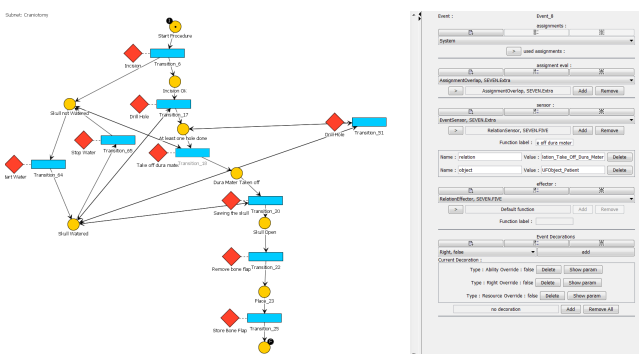 Subnet: Craniotomy
Start Procedure
Incision
Transition_6
Incision Ok
Skull not Watered
Drill Hole
Transition_17
Drill Hole
Transition_51
At least one hole done
Stop Water
Transition_65
Take off dura mater
Transition_64
Dura Mater Takes off
Transition_20
Sawing the skull
Skull Watered
Skull Open
Remove bone flap
Transition_22
Place_23
Store Bone Flap
Transition_25
Event :
Event_8
assignments :
System
> used assignments :
assigment eval :
AssignmentOverlap, SEVEN.Extra
> AssignmentOverlap, SEVEN.Extra Add Remove
sensor :
EventSensor, SEVEN.Extra
> RelationSensor, SEVEN.FIVE Add Remove
Function label : a off dura mater
Name : relation Value : lation_Take_Off_Dura_Mater Delete
Name : object Value : UFObject_Patient Delete
effector :
RelationEffector, SEVEN.FIVE
> Default function Add Remove
Function label :
Event Decorations
Right, false add
Current Decoration :
Type : Ability Override : false Delete Show param
Type : Right Override : false Delete Show param
Type : Resource Override : false Delete Show param
no decoration Add Remove All